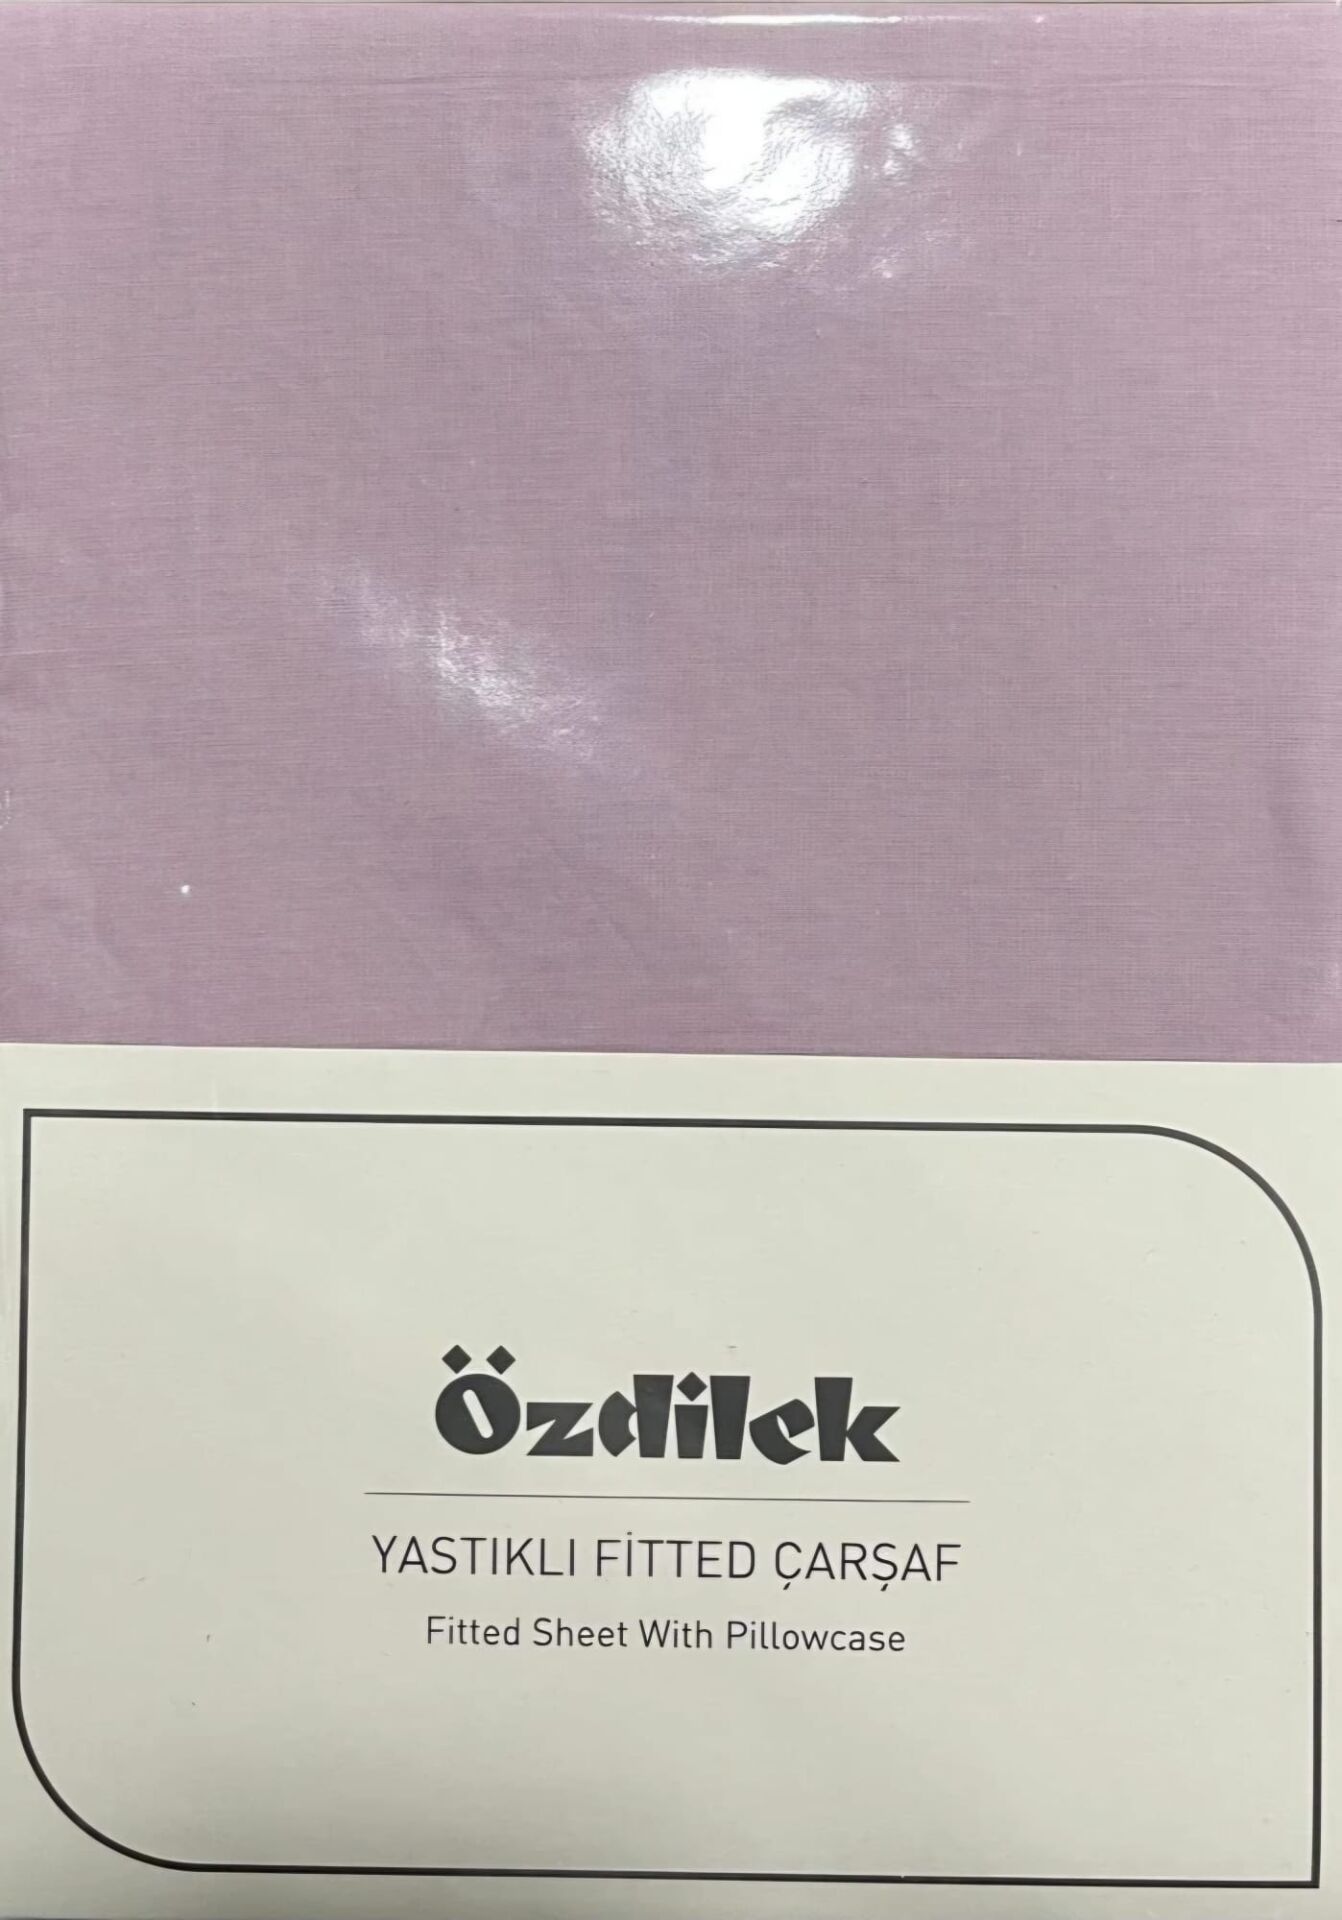 Özdilek
YASTIKLI FİTTED ÇARŞAF
Fitted Sheet With Pillowcase